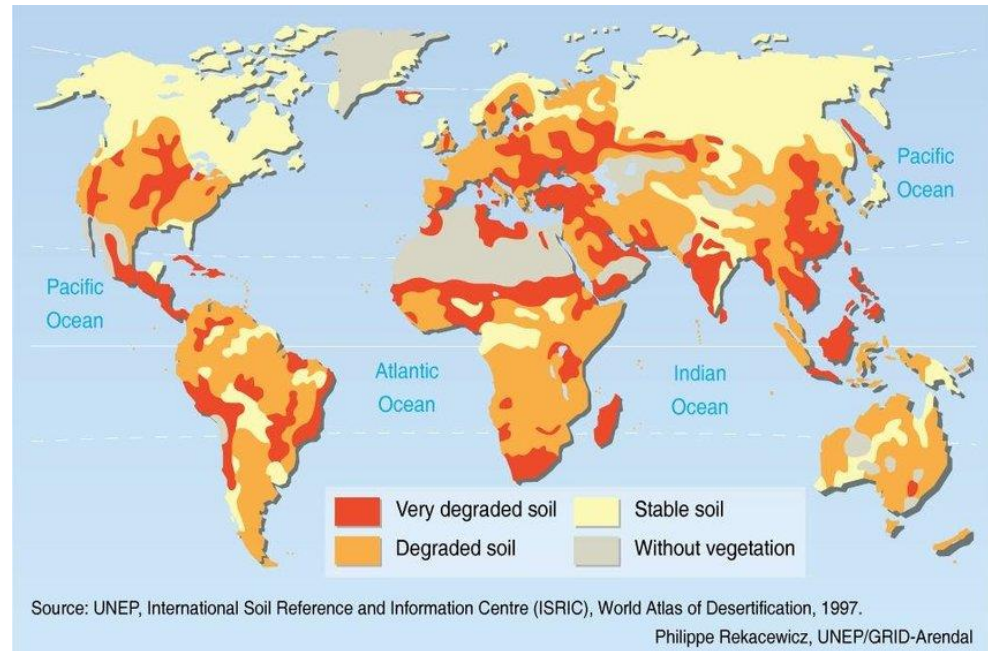 Pacific
Ocean
Pacific
Ocean
Atlantic
Ocean
Indian
Ocean
Very degraded soil
Stable soil
Degraded soil
Without vegetation
Source: UNEP, International Soil Reference and Information Centre (ISRIC), World Atlas of Desertification, 1997.
Philippe Rekacewicz, UNEP/GRID-Arendal